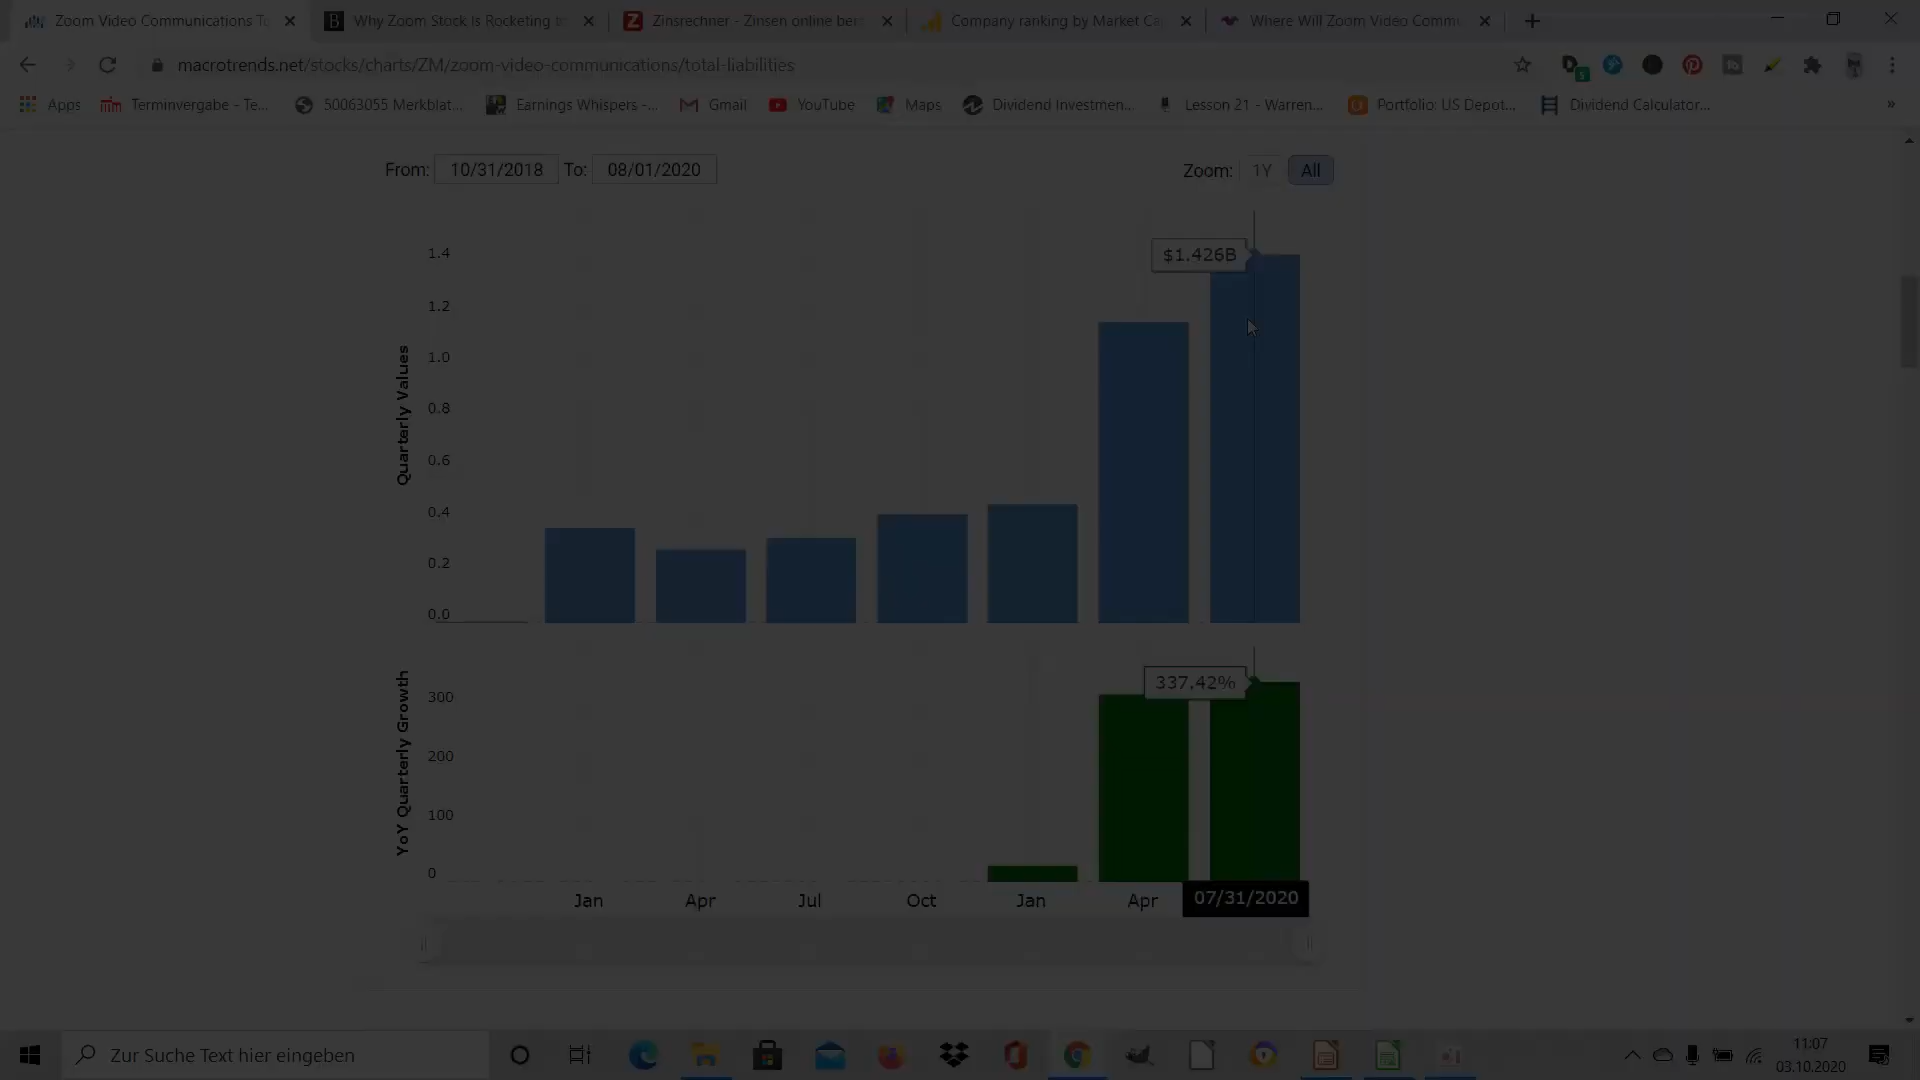 Zoom Video Communications To
Why Zoom Stock Is Rocketing
Zinsrechner - Zinsen online ber
Company ranking by Market Ca
Where Will Zoom Video Commu
macrotrends.net/stocks/charts/ZM/zoom-video-communications/total-liabilities
Apps
Terminvergabe - Te...
50063055 Merkblat...
Earnings Whispers -...
Gmail
YouTube
Maps
Dividend Investmen...
Lesson 21 - Warren...
Portfolio: US Depot...
Dividend Calculator...
»
From: 10/31/2018 To: 08/01/2020
Zoom: 1Y All
Quarterly Values
1.4
1.2
1.0
0.8
0.6
0.4
0.2
0.0
$1.426B
YoY Quarterly Growth
300
200
100
0
337.42%
Jan Apr Jul Oct Jan Apr 07/31/2020
Zur Suche Text hier eingeben
11:07
03.10.2020